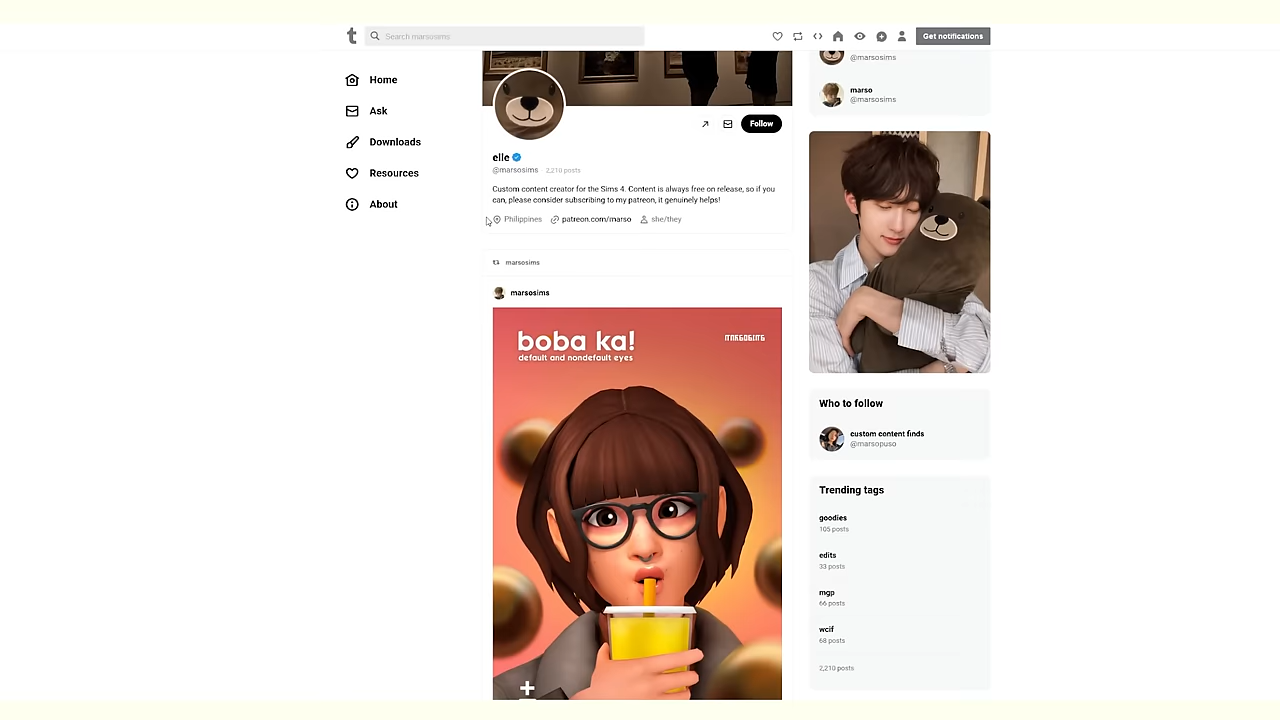 t
Search marsosims
Get notifications
Home
Ask
Downloads
Resources
About
elle
@marsosims · 2,210 posts
Custom content creator for the Sims 4. Content is always free on release, so if you
can, please consider subscribing to my patreon, it genuinely helps!
Philippines
patreon.com/marso
she/they
Follow
marsosims
marsosims
boba ka!
default and nondefault eyes
MARSOSIMS
@marsosims
marso
@marsosims
Who to follow
custom content finds
@marsopuso
Trending tags
goodies
105 posts
edits
33 posts
mgp
66 posts
wcif
68 posts
2,210 posts